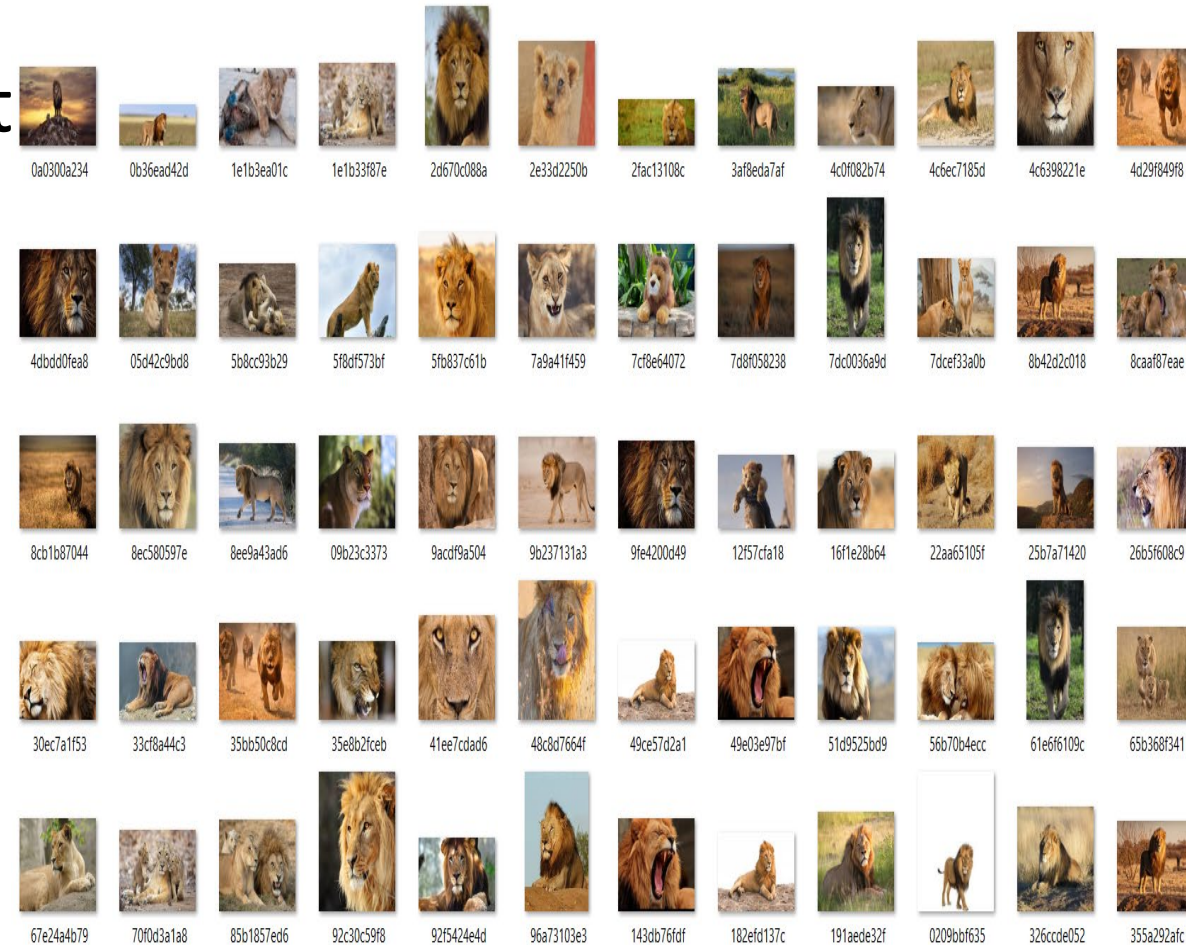 t
0a0300a234 0b36ead42d 1e1b3ea01c 1e1b33f87e 2d670c088a 2e33d2250b 2fac13108c 3af8eda7af 4c0f082b74 4c6ec7185d 4c6398221e 4d29f849f8
4dbdd0fea8 05d42c9bd8 5b8cc93b29 5f8df573bf 5fb837c61b 7a9a41f459 7cf8e64072 7d8f058238 7dc0036a9d 7dcef33a0b 8b42d2c018 8caaf87eae
8cb1b87044 8ec580597e 8ee9a43ad6 09b23c3373 9acdf9a504 9b237131a3 9fe4200d49 12f57cfa18 16f1e28b64 22aa65105f 25b7a71420 26b5f608c9
30ec7a1f53 33cf8a44c3 35bb50c8cd 35e8b2fceb 41ee7cdad6 48c8d7664f 49ce57d2a1 49e03e97bf 51d9525bd9 56b70b4ecc 61e6f6109c 65b368f341
67e24a4b79 70f0d3a1a8 85b1857ed6 92c30c59f8 92f5424e4d 96a73103e3 143db76fdf 182efd137c 191aede32f 0209bbf635 326ccde052 355a292afc